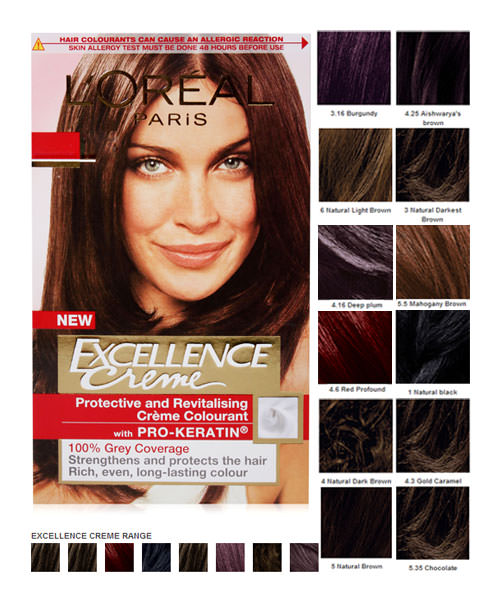 HAIR COLOURANTS CAN CAUSE AN ALLERGIC REACTION
SKIN ALLERGY TEST MUST BE DONE 48 HOURS BEFORE USE
L'ORÉAL
PARIS
NEW
EXCELLENCE
Creme
Protective and Revitalising
Crème Colourant
with PRO-KERATIN®
100% Grey Coverage
Strengthens and protects the hair
Rich, even, long-lasting colour
EXCELLENCE CREME RANGE
3.16 Burgundy
4.25 Aishwarya's
brown
6 Natural Light Brown
3 Natural Darkest
Brown
4.16 Deep plum
5.5 Mahogany Brown
4.6 Red Profound
1 Natural black
4 Natural Dark Brown
4.3 Gold Caramel
5 Natural Brown
5.35 Chocolate